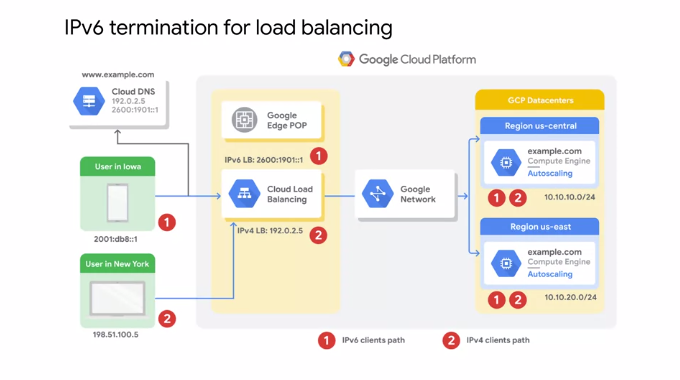 IPv6 termination for load balancing
Google Cloud Platform
www.example.com
Cloud DNS
192.0.2.5
2600:1901::1
Google
Edge POP
IPv6 LB: 2600:1901::1
1
Cloud Load
Balancing
IPv4 LB: 192.0.2.5
2
User in Iowa
1
2001:db8::1
User in New York
2
198.51.100.5
Google
Network
GCP Datacenters
Region us-central
example.com
Compute Engine
Autoscaling
1 2
10.10.10.0/24
Region us-east
example.com
Compute Engine
Autoscaling
1 2
10.10.20.0/24
1 IPv6 clients path
2 IPv4 clients path